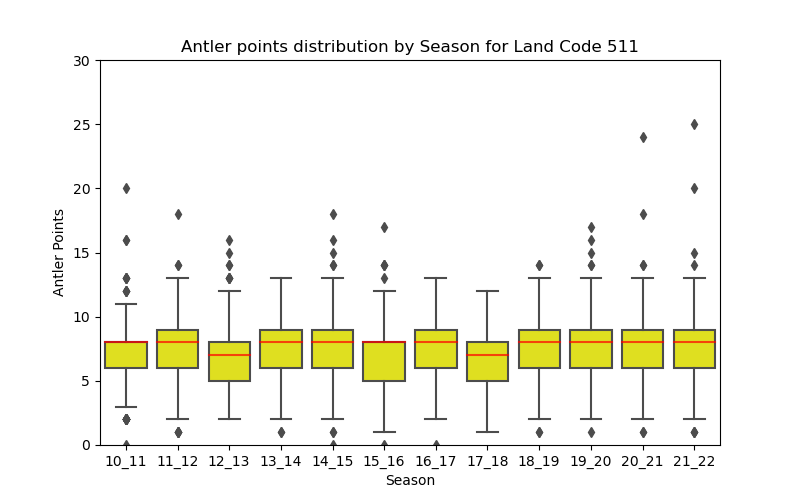 Antler points distribution by Season for Land Code 511
30
25
20
15
10
5
0
Antler Points
10_11 11_12 12_13 13_14 14_15 15_16 16_17 17_18 18_19 19_20 20_21 21_22
Season